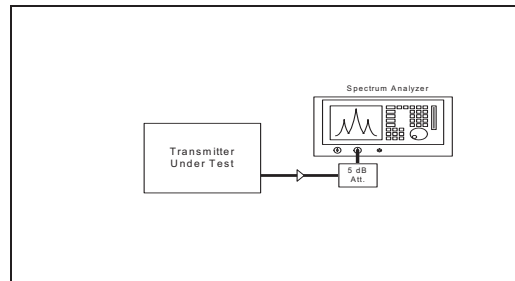 Spectrum Analyzer
Transmitter
Under Test
5 dB
Att.